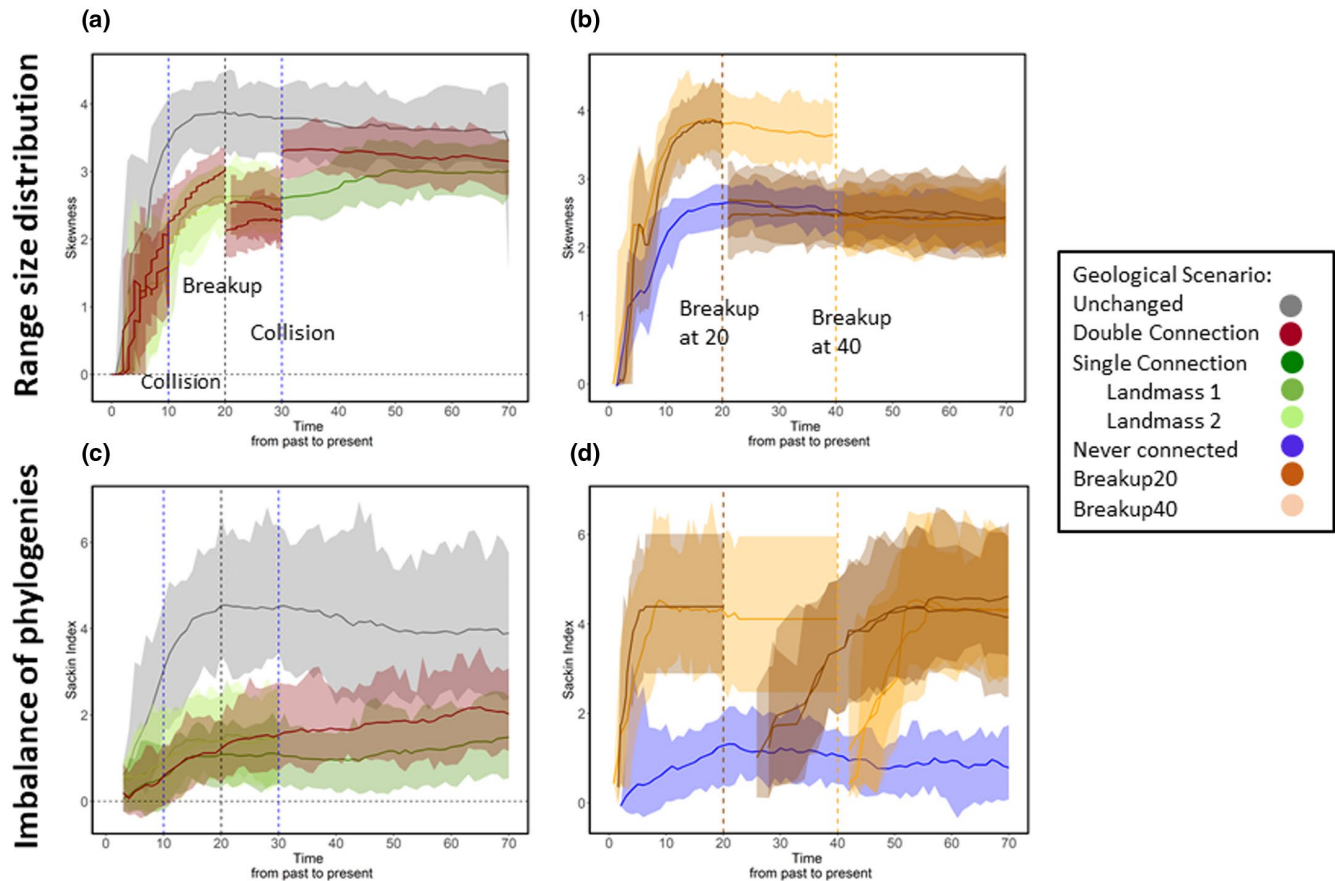 (a)
(b)
Range size distribution
Skewness
4
3
2
1
0
Breakup
Collision
Collision
0 10 20 30 40 50 60 70
Time
from past to present
Skewness
4
3
2
1
0
Breakup
at 20
Breakup
at 40
0 10 20 30 40 50 60 70
Time
from past to present
(c)
(d)
Imbalance of phylogenies
Sackin Index
6
4
2
0
0 10 20 30 40 50 60 70
Time
from past to present
Sackin Index
6
4
2
0
0 10 20 30 40 50 60 70
Time
from past to present
Geological Scenario:
Unchanged
Double Connection
Single Connection
Landmass 1
Landmass 2
Never connected
Breakup20
Breakup40